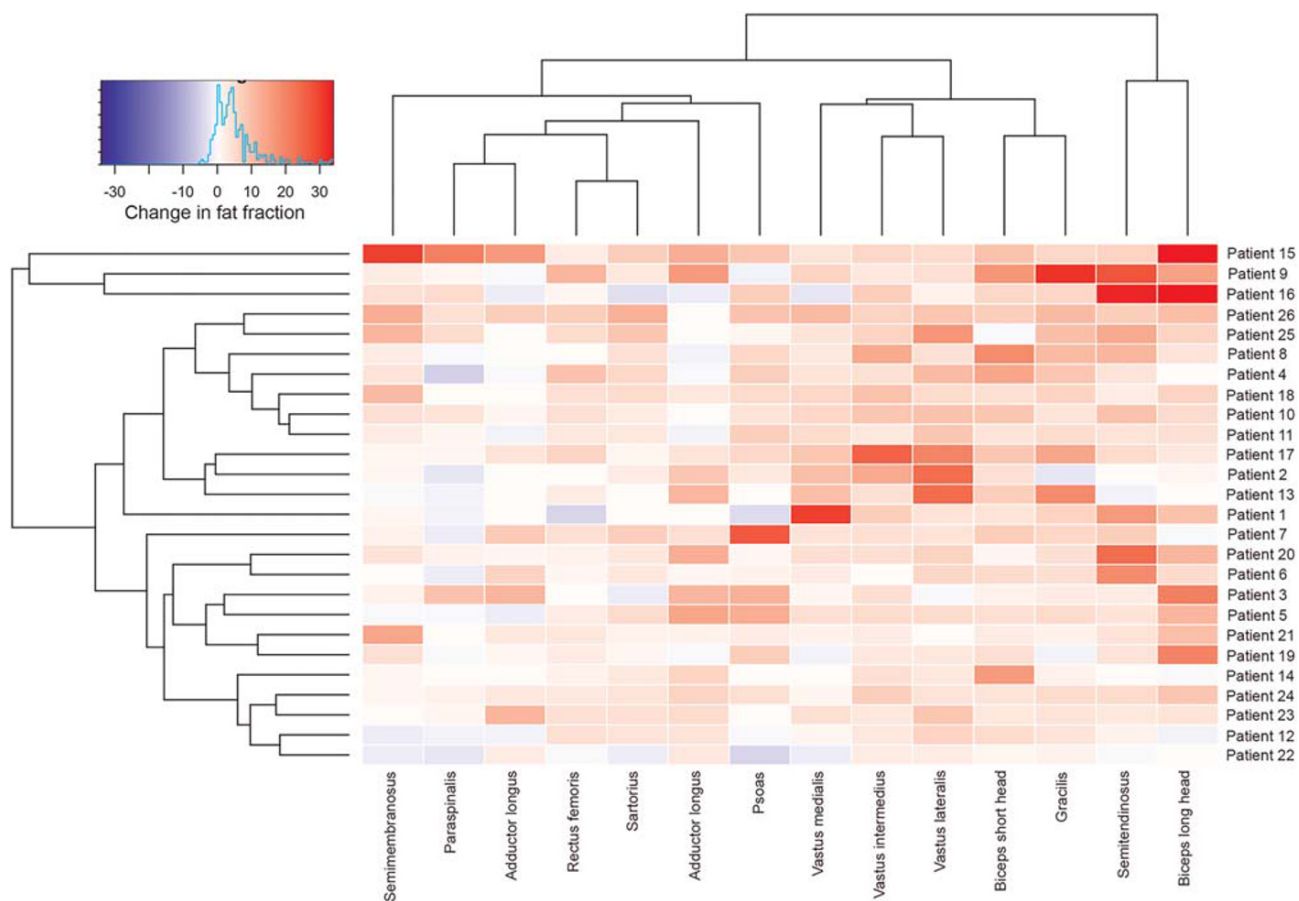 -30 -10 0 10 20 30
Change in fat fraction
Patient 15
Patient 9
Patient 16
Patient 26
Patient 25
Patient 8
Patient 4
Patient 18
Patient 10
Patient 11
Patient 17
Patient 2
Patient 13
Patient 1
Patient 7
Patient 20
Patient 6
Patient 3
Patient 5
Patient 21
Patient 19
Patient 14
Patient 24
Patient 23
Patient 12
Patient 22
Semimembranosus
Paraspinalis
Adductor longus
Rectus femoris
Sartorius
Adductor longus
Psoas
Vastus medialis
Vastus intermedius
Vastus lateralis
Biceps short head
Gracilis
Semitendinosus
Biceps long head